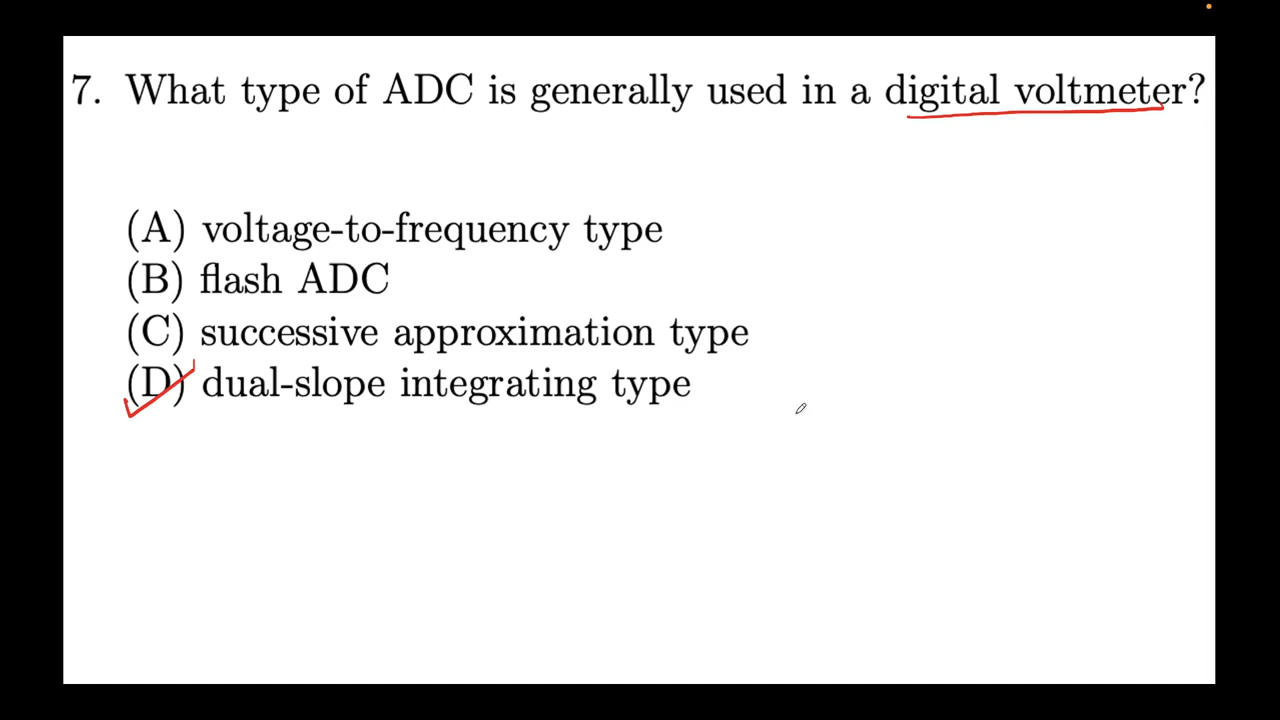 7. What type of ADC is generally used in a digital voltmeter?
(A) voltage-to-frequency type
(B) flash ADC
(C) successive approximation type
(D) dual-slope integrating type